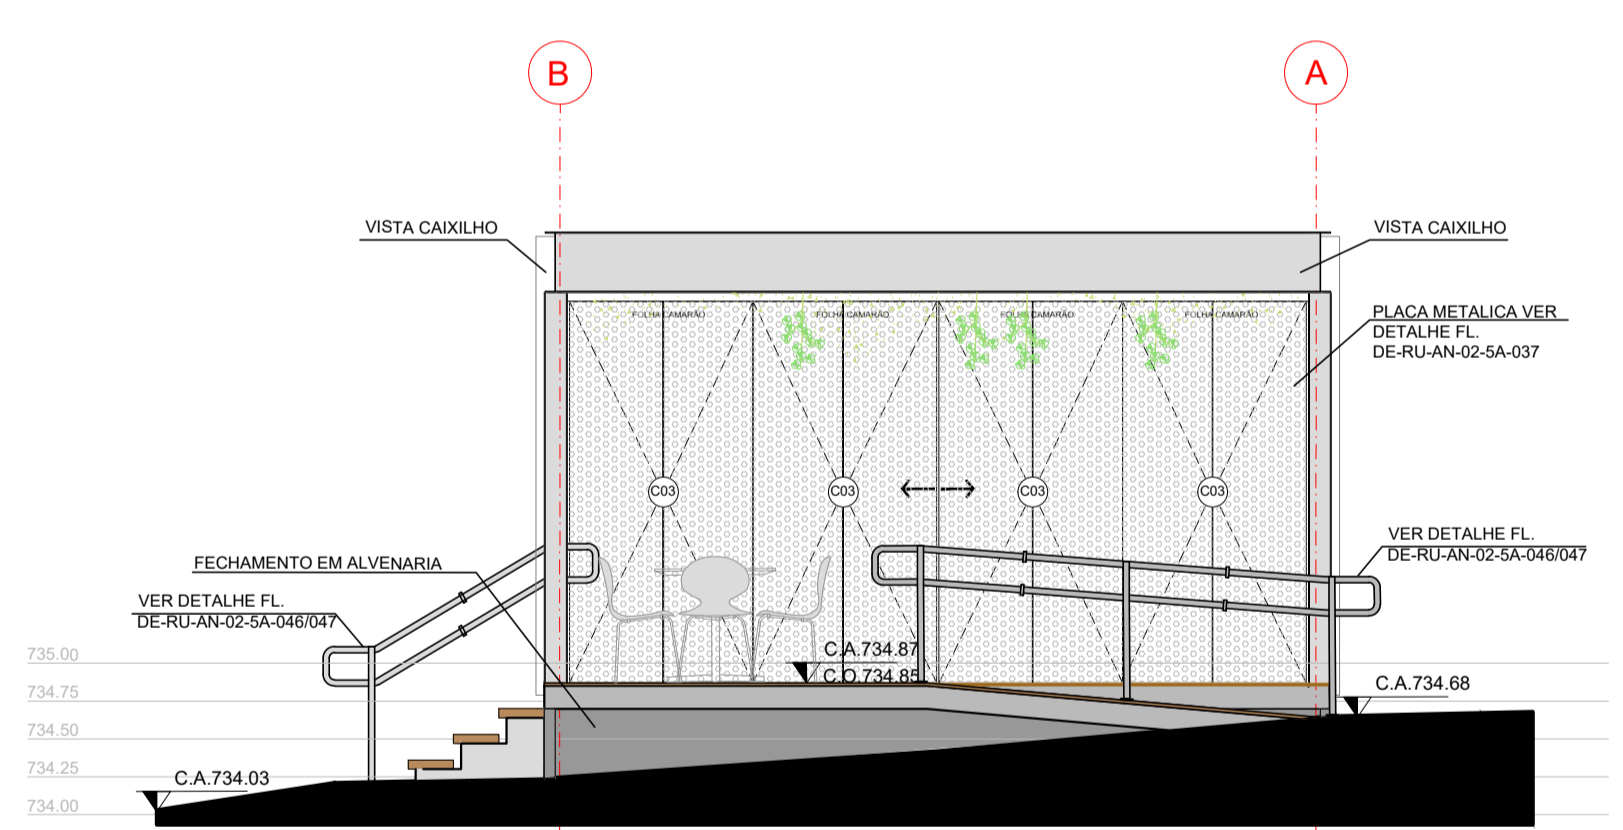 B
A
VISTA CAIXILHO
VISTA CAIXILHO
FOLHA CAMARÃO
FOLHA CAMARÃO
FOLHA CAMARÃO
FOLHA CAMARÃO
PLACA METALICA VER
DETALHE FL.
DE-RU-AN-02-5A-037
C03
C03
C03
C03
VER DETALHE FL.
DE-RU-AN-02-5A-046/047
FECHAMENTO EM ALVENARIA
VER DETALHE FL.
DE-RU-AN-02-5A-046/047
735.00
C.A.734.87
C.O.734.85
C.A.734.68
734.75
734.50
734.25
C.A.734.03
734.00